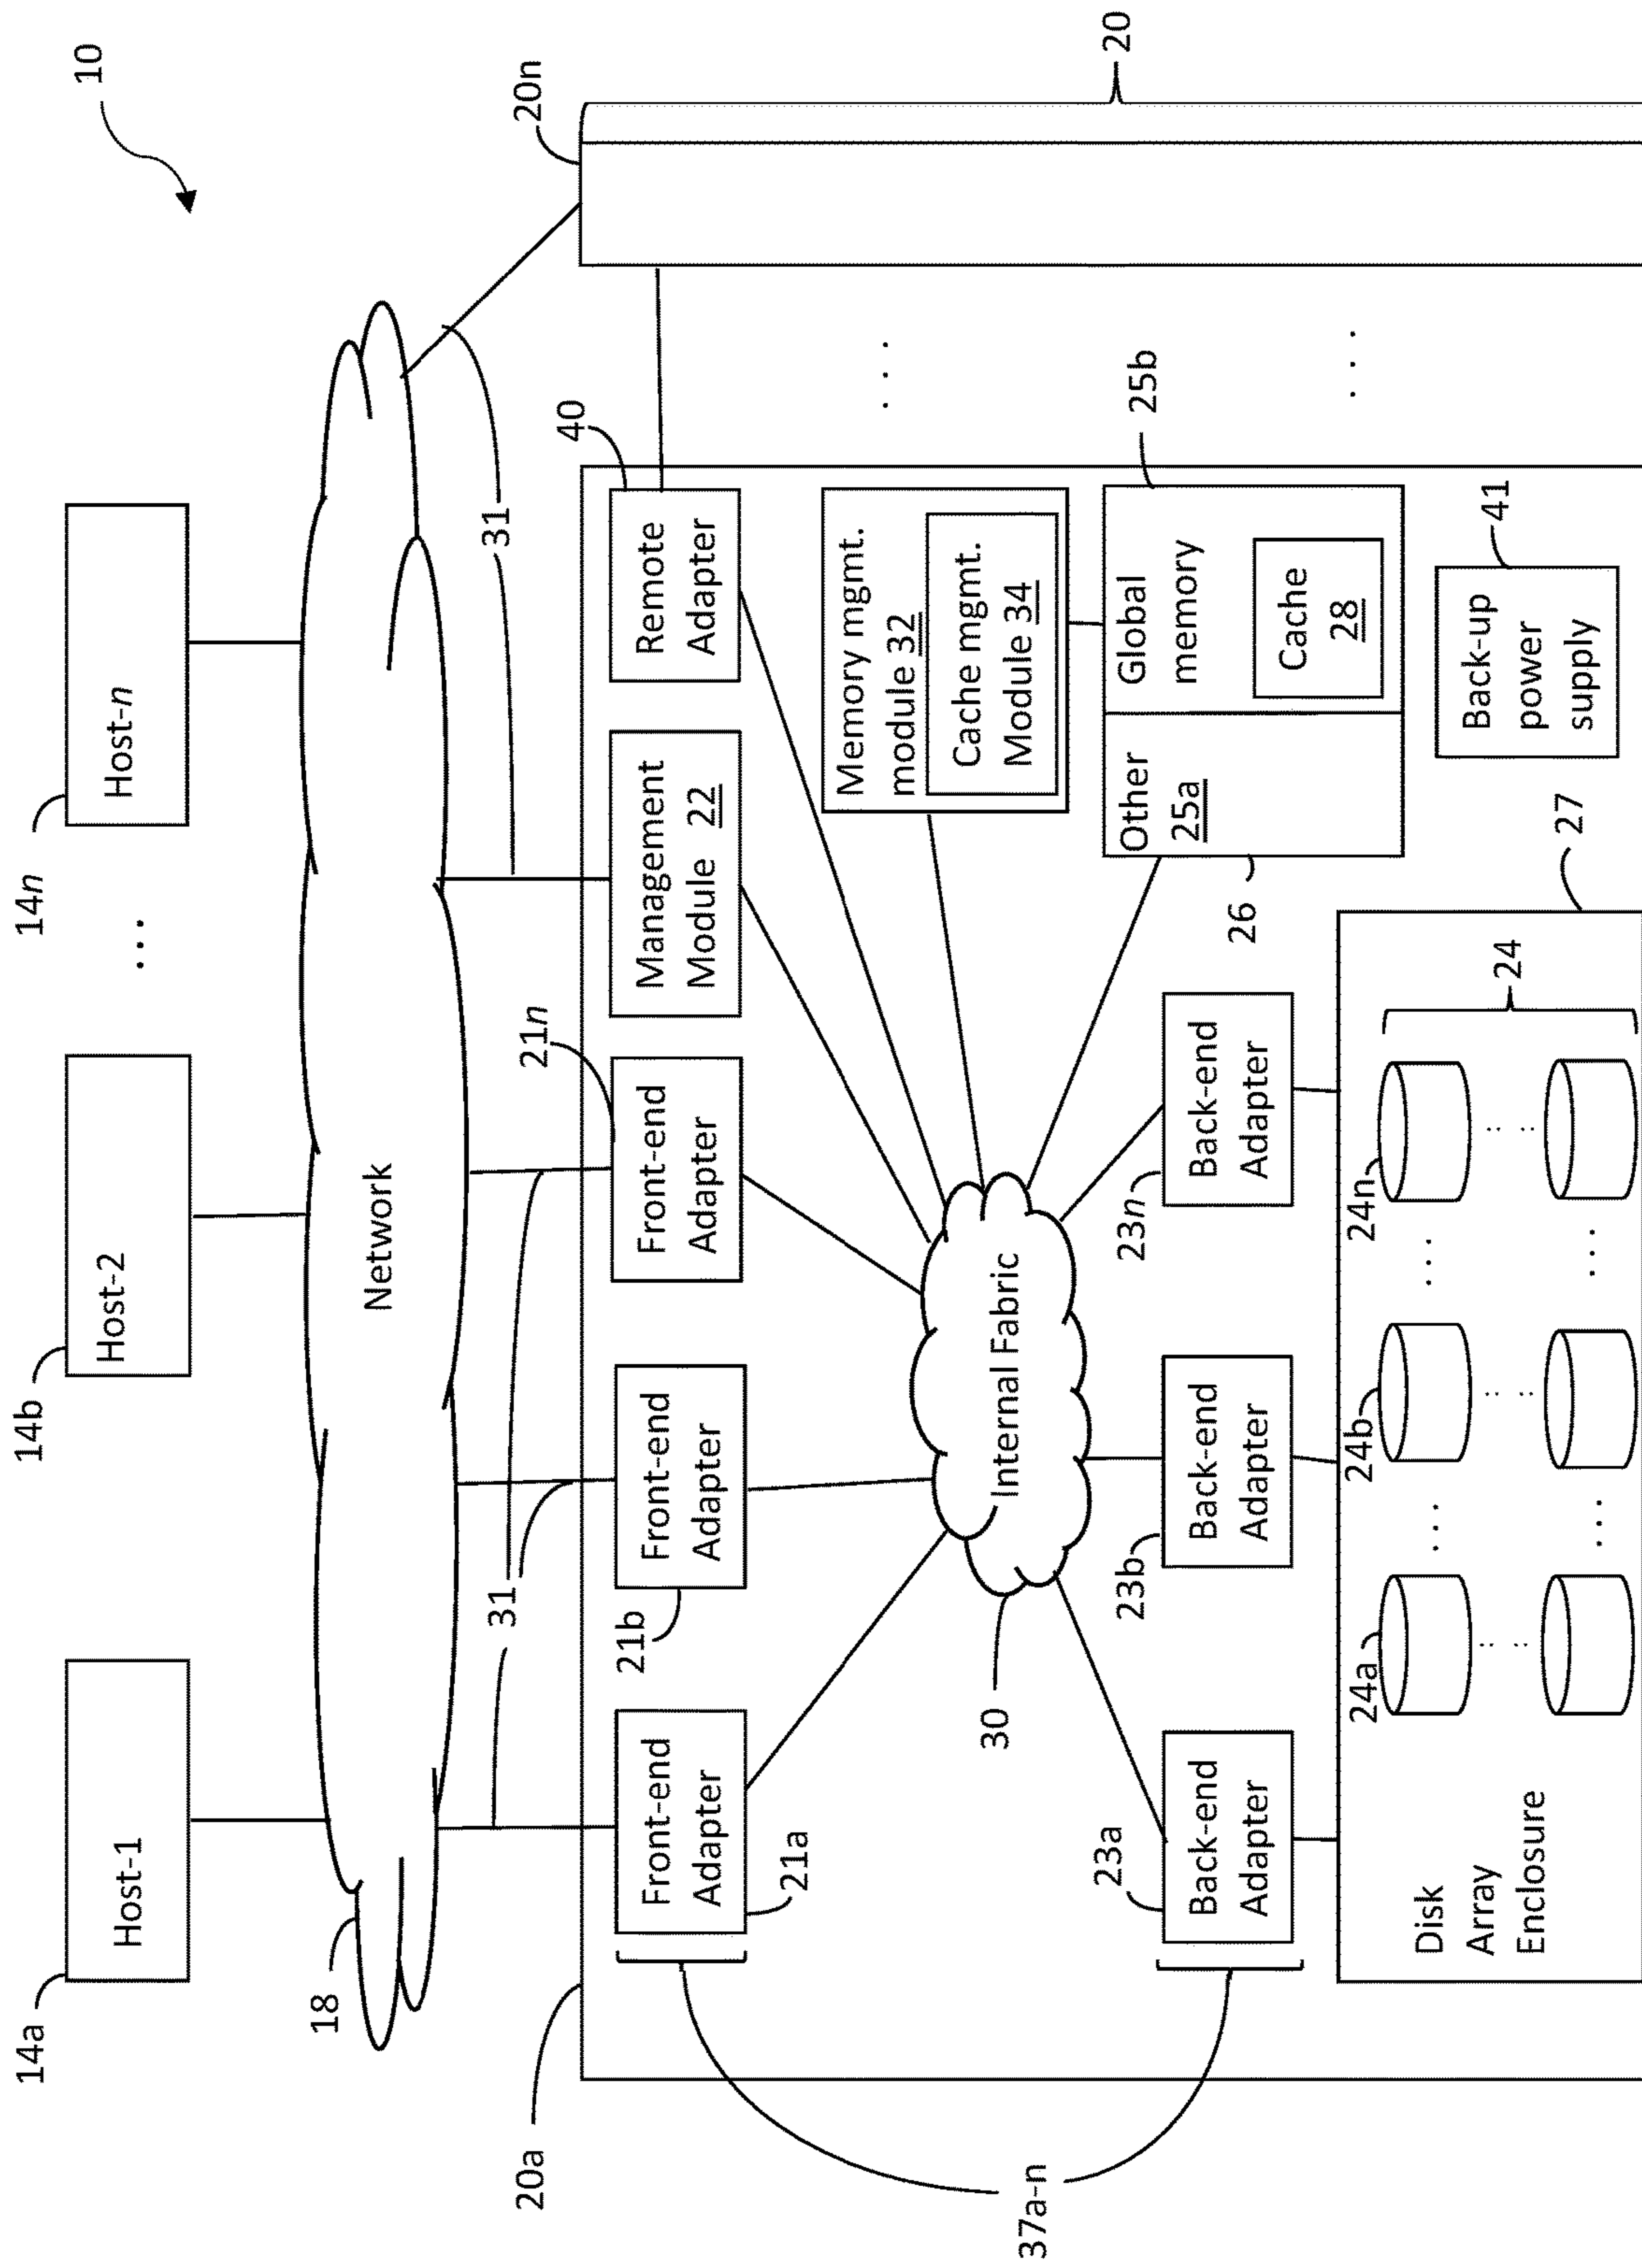 10
14a
Host-1
14b
Host-2
...
14n
Host-n
18
Network
31
31
20n
20
20a
Front-end
Adapter
21a
Front-end
Adapter
21b
Front-end
Adapter
21n
Management
Module 22
Remote
Adapter
40
37a-n
30
Internal Fabric
Memory mgmt.
module 32
Cache mgmt.
Module 34
...
Other
25a
Global
memory
25b
Cache
28
26
23a
Back-end
Adapter
23b
Back-end
Adapter
23n
Back-end
Adapter
Back-up
power
supply
41
...
27
Disk
Array
Enclosure
24a
...
24b
...
24n
24
...
...